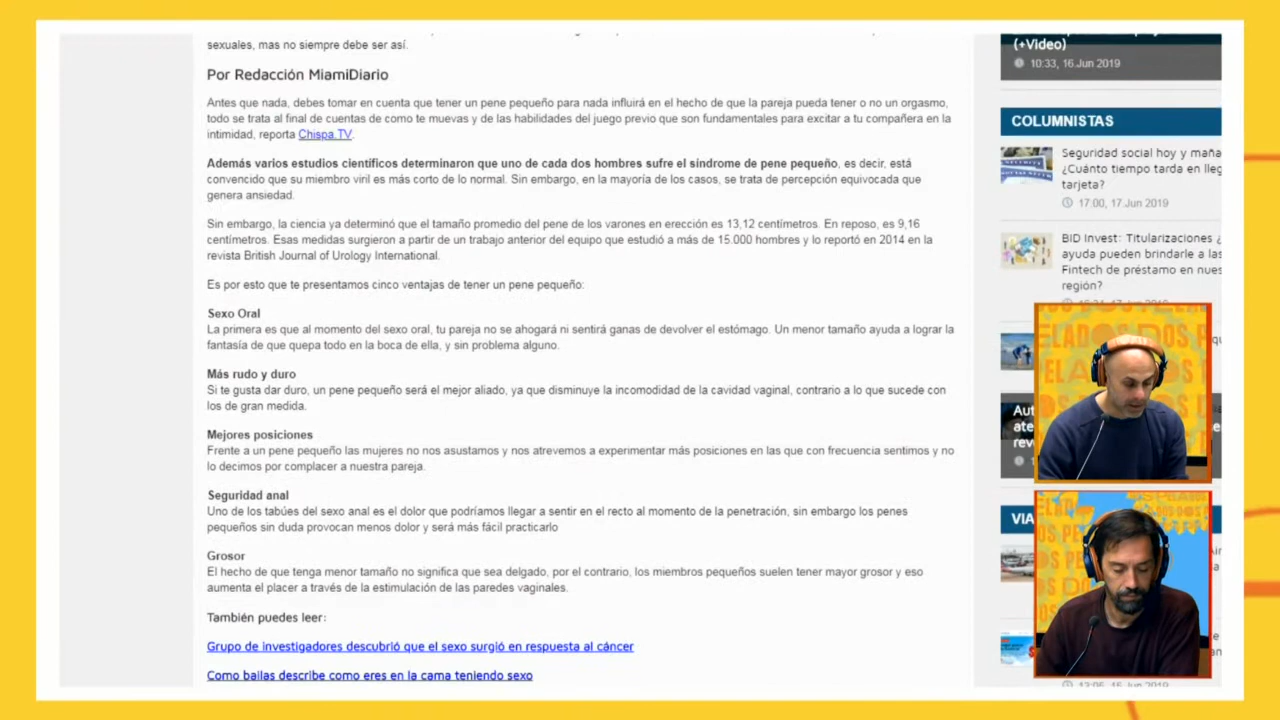 sexuales, mas no siempre debe ser así.
Por Redacción MiamiDiario
Antes que nada, debes tomar en cuenta que tener un pene pequeño para nada influirá en el hecho de que la pareja pueda tener o no un orgasmo,
todo se trata al final de cuentas de como te muevas y de las habilidades del juego previo que son fundamentales para excitar a tu compañera en la
intimidad, reporta Chispa.TV.
Además varios estudios científicos determinaron que uno de cada dos hombres sufre el síndrome de pene pequeño, es decir, está
convencido que su miembro viril es más corto de lo normal. Sin embargo, en la mayoría de los casos, se trata de percepción equivocada que
genera ansiedad.
Sin embargo, la ciencia ya determinó que el tamaño promedio del pene de los varones en erección es 13,12 centímetros. En reposo, es 9,16
centímetros. Esas medidas surgieron a partir de un trabajo anterior del equipo que estudió a más de 15.000 hombres y lo reportó en 2014 en la
revista British Journal of Urology International.
Es por esto que te presentamos cinco ventajas de tener un pene pequeño:
Sexo Oral
La primera es que al momento del sexo oral, tu pareja no se ahogará ni sentirá ganas de devolver el estómago. Un menor tamaño ayuda a lograr la
fantasía de que quepa todo en la boca de ella, y sin problema alguno.
Más rudo y duro
Si te gusta dar duro, un pene pequeño será el mejor aliado, ya que disminuye la incomodidad de la cavidad vaginal, contrario a lo que sucede con
los de gran medida.
Mejores posiciones
Frente a un pene pequeño las mujeres no nos asustamos y nos atrevemos a experimentar más posiciones en las que con frecuencia sentimos y no
lo decimos por complacer a nuestra pareja.
Seguridad anal
Uno de los tabúes del sexo anal es el dolor que podríamos llegar a sentir en el recto al momento de la penetración, sin embargo los penes
pequeños sin duda provocan menos dolor y será más fácil practicarlo
Grosor
El hecho de que tenga menor tamaño no significa que sea delgado, por el contrario, los miembros pequeños suelen tener mayor grosor y eso
aumenta el placer a través de la estimulación de las paredes vaginales.
También puedes leer:
Grupo de investigadores descubrió que el sexo surgió en respuesta al cáncer
Como bailas describe como eres en la cama teniendo sexo
(+Video)
10:33, 16.Jun 2019
COLUMNISTAS
Seguridad social hoy y maña
¿Cuánto tiempo tarda en lleg
tarjeta?
17:00, 17.Jun 2019
BID Invest: Titularizaciones ¿
ayuda pueden brindarle a las
Fintech de préstamo en nues
región?